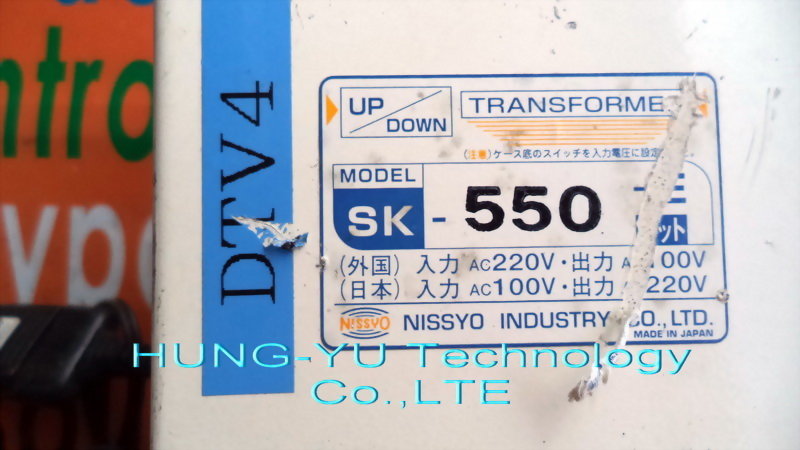 ntro
ype
DTV4
UP/DOWN
TRANSFORME
(注意)ケース底のスイッチを入力電圧に設定
MODEL
SK-550
ット
(外国) 入力 AC220V・出力 A 00V
(日本) 入力 AC100V・出力 220V
NISSYO NISSYO INDUSTRY CO., LTD.
MADE IN JAPAN
HUNG-YU Technology
Co.,LTE